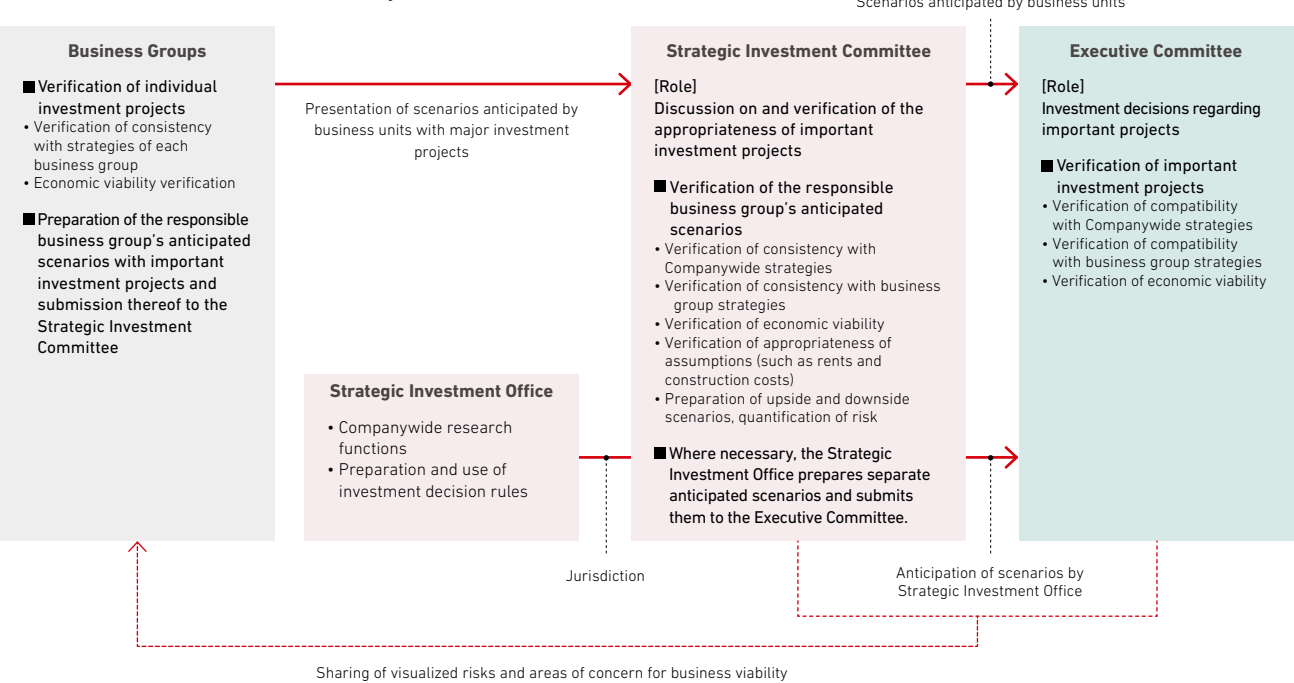 Scenarios anticipated by business units
Business Groups
■ Verification of individual
investment projects
• Verification of consistency
with strategies of each
business group
• Economic viability verification
■ Preparation of the responsible
business group’s anticipated
scenarios with important
investment projects and
submission thereof to the
Strategic Investment
Committee
Presentation of scenarios anticipated by
business units with major investment
projects
Strategic Investment Office
• Companywide research
functions
• Preparation and use of
investment decision rules
Jurisdiction
Strategic Investment Committee
[Role]
Discussion on and verification of the
appropriateness of important
investment projects
■ Verification of the responsible
business group’s anticipated
scenarios
• Verification of consistency with
Companywide strategies
• Verification of consistency with business
group strategies
• Verification of economic viability
• Verification of appropriateness of
assumptions (such as rents and
construction costs)
• Preparation of upside and downside
scenarios, quantification of risk
■ Where necessary, the Strategic
Investment Office prepares separate
anticipated scenarios and submits
them to the Executive Committee.
Executive Committee
[Role]
Investment decisions regarding
important projects
■ Verification of important
investment projects
• Verification of compatibility
with Companywide strategies
• Verification of compatibility
with business group strategies
• Verification of economic viability
Anticipation of scenarios by
Strategic Investment Office
Sharing of visualized risks and areas of concern for business viability